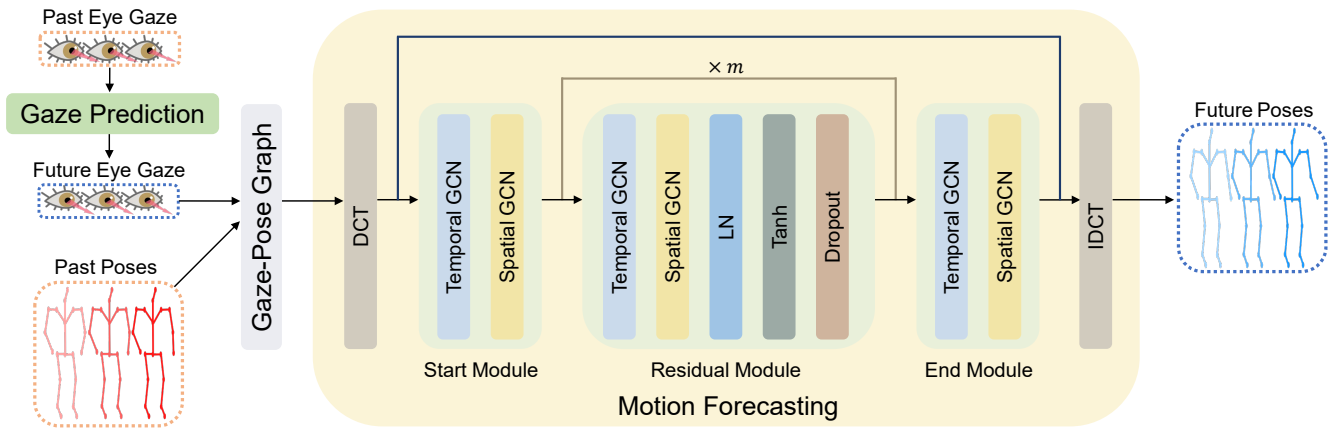 Past Eye Gaze
Gaze Prediction
Future Eye Gaze
Past Poses
Gaze-Pose Graph
DCT
Temporal GCN
Spatial GCN
Start Module
× m
Temporal GCN
Spatial GCN
LN
Tanh
Dropout
Residual Module
Temporal GCN
Spatial GCN
End Module
IDCT
Motion Forecasting
Future Poses